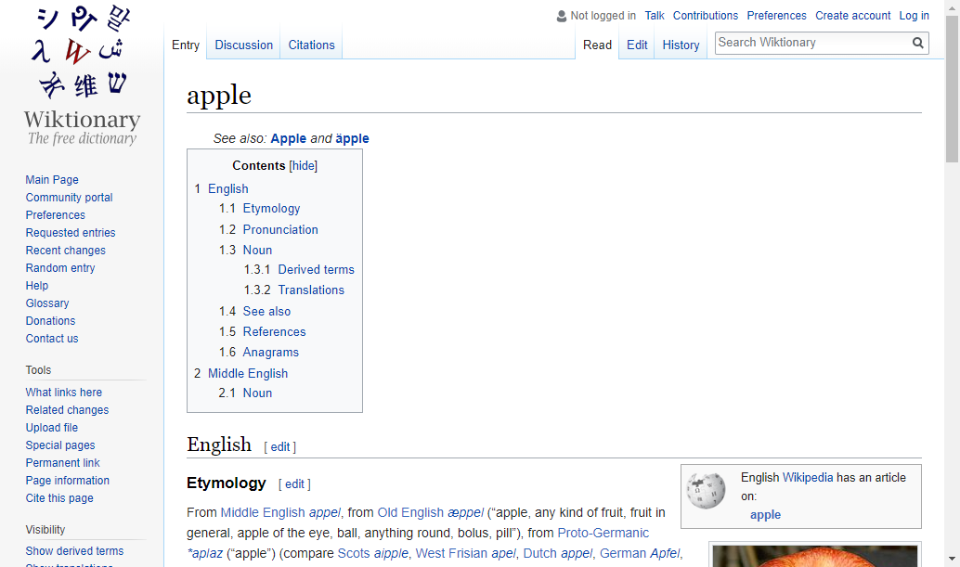 Not logged in Talk Contributions Preferences Create account Log in
Entry Discussion Citations Read Edit History Search Wiktionary
Wiktionary
The free dictionary
Main Page
Community portal
Preferences
Requested entries
Recent changes
Random entry
Help
Glossary
Donations
Contact us
Tools
What links here
Related changes
Upload file
Special pages
Permanent link
Page information
Cite this page
Visibility
Show derived terms
Show translations
apple
See also: Apple and äpple
Contents [hide]
1 English
1.1 Etymology
1.2 Pronunciation
1.3 Noun
1.3.1 Derived terms
1.3.2 Translations
1.4 See also
1.5 References
1.6 Anagrams
2 Middle English
2.1 Noun
English [ edit ]
Etymology [ edit ]
From Middle English appel, from Old English æppel (“apple, any kind of fruit, fruit in
general, apple of the eye, ball, anything round, bolus, pill”), from Proto-Germanic
*aplaz (“apple”) (compare Scots aipple, West Frisian apel, Dutch appel, German Apfel,
English Wikipedia has an article
on:
apple